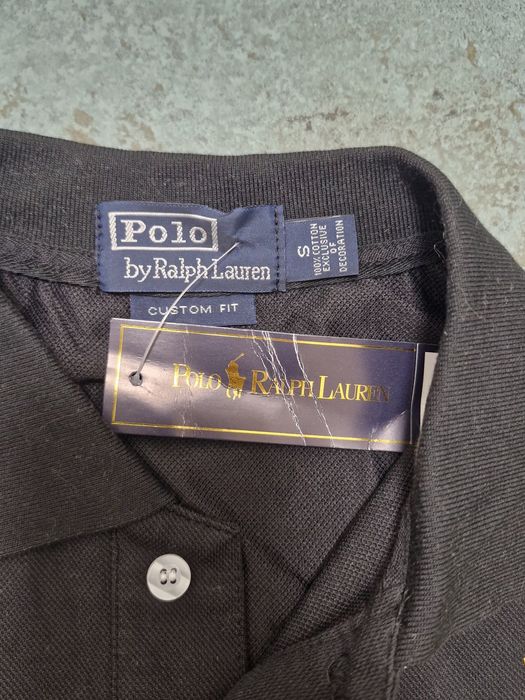 Polo
by Ralph Lauren
S
100% COTTON
EXCLUSIVE
OF
DECORATION
CUSTOM FIT
POLO RALPH LAUREN